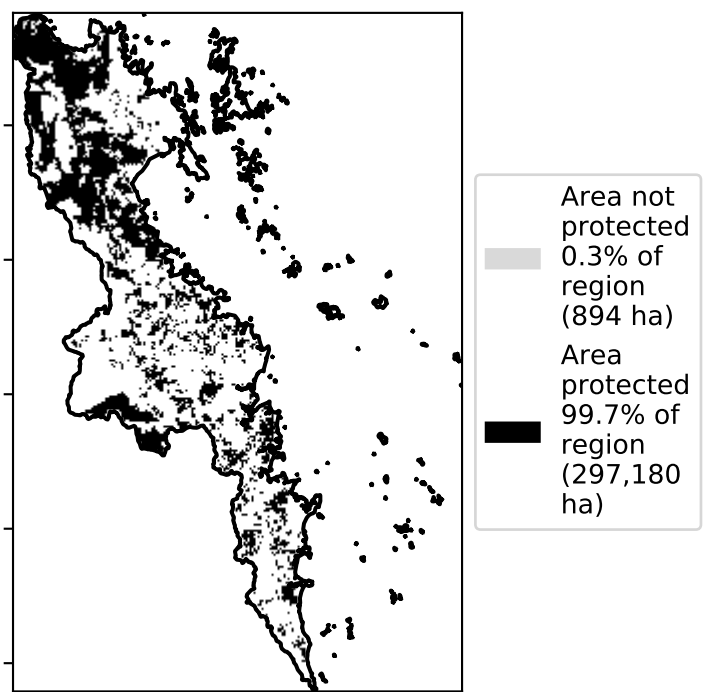 Area not
protected
0.3% of
region
(894 ha)
Area
protected
99.7% of
region
(297,180
ha)